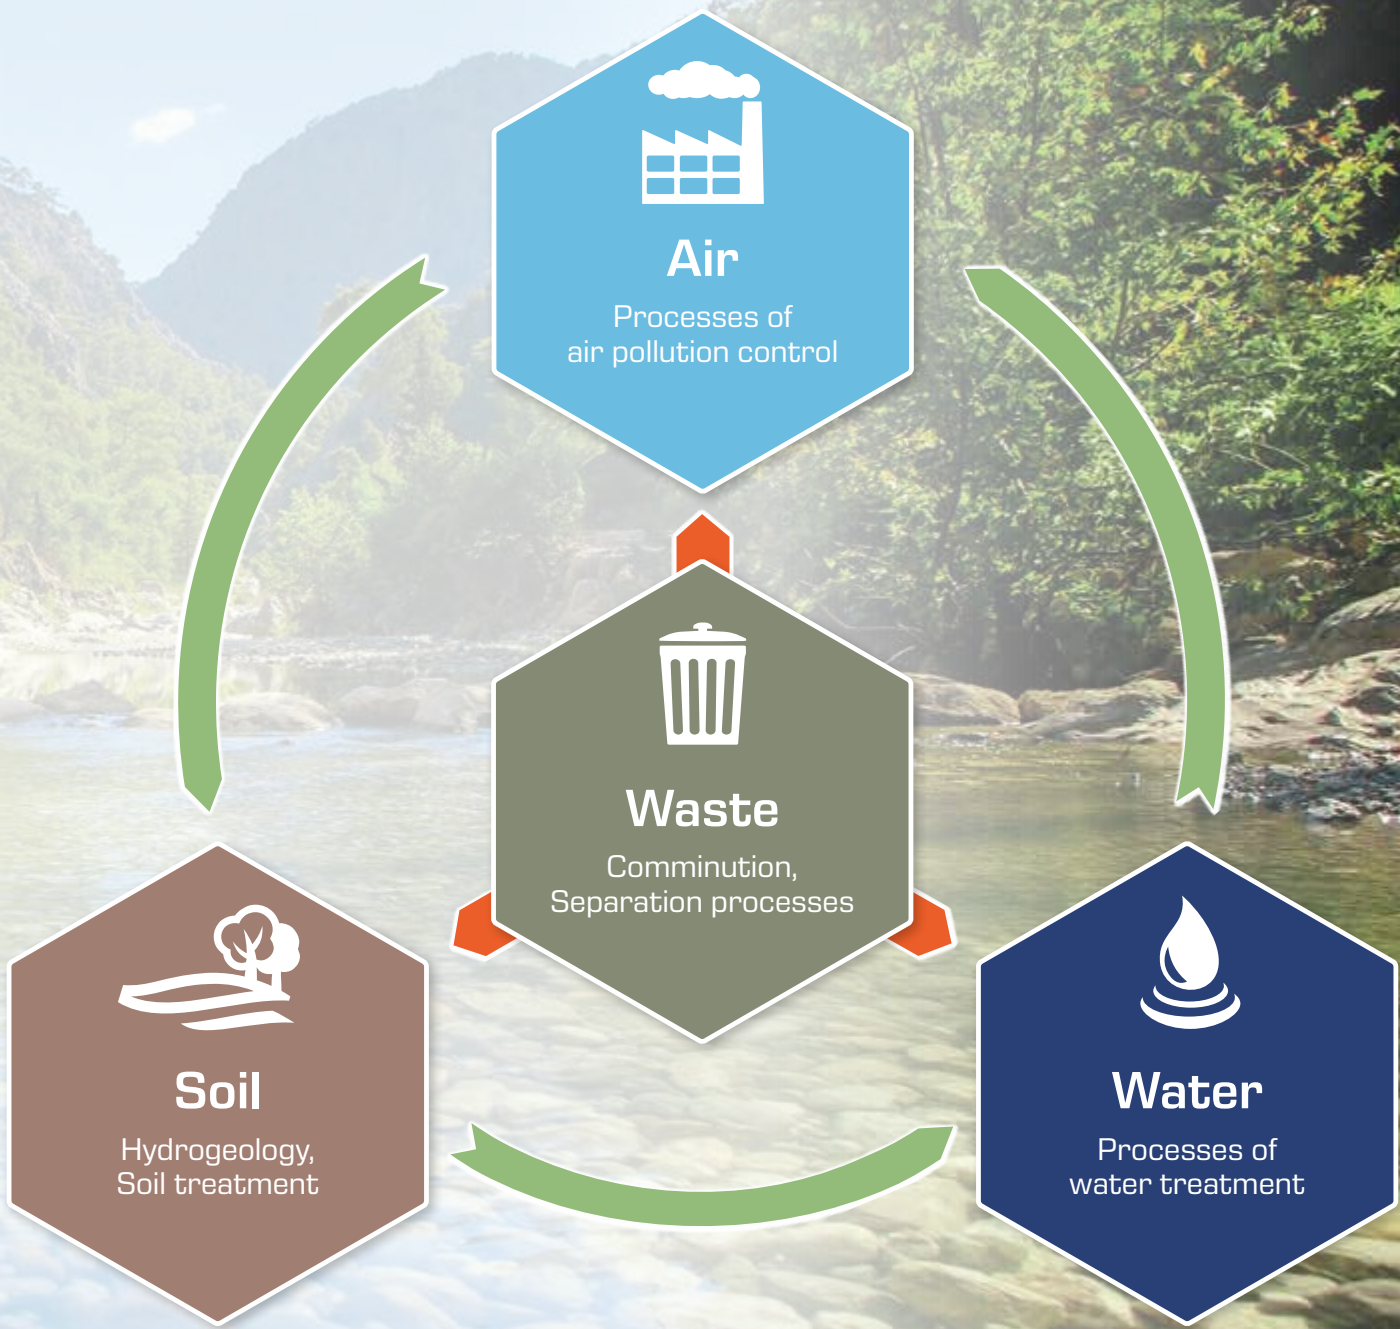 Air
Processes of
air pollution control
Waste
Comminution,
Separation processes
Soil
Hydrogeology,
Soil treatment
Water
Processes of
water treatment